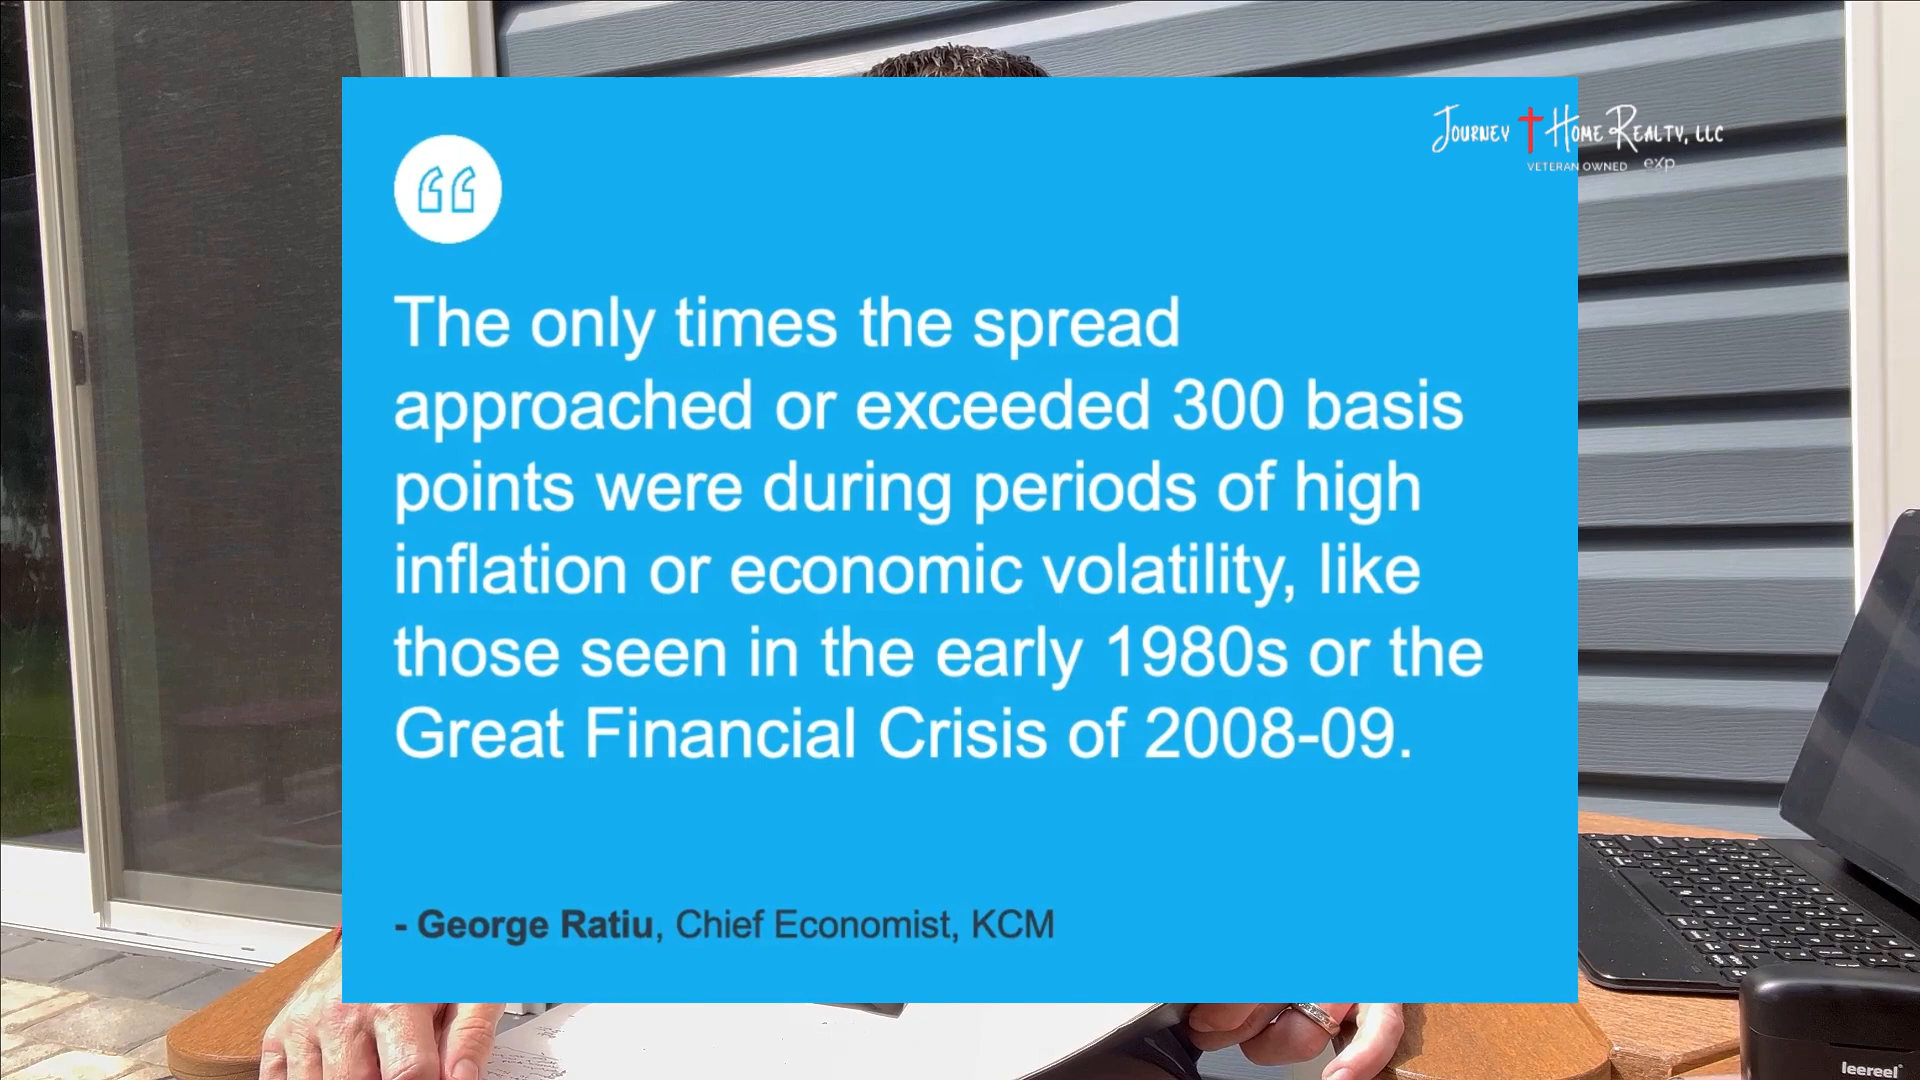 JOURNEY HOME REALTY, LLC
VETERAN OWNED exp
“
The only times the spread
approached or exceeded 300 basis
points were during periods of high
inflation or economic volatility, like
those seen in the early 1980s or the
Great Financial Crisis of 2008-09.
- George Ratiu, Chief Economist, KCM
leereel